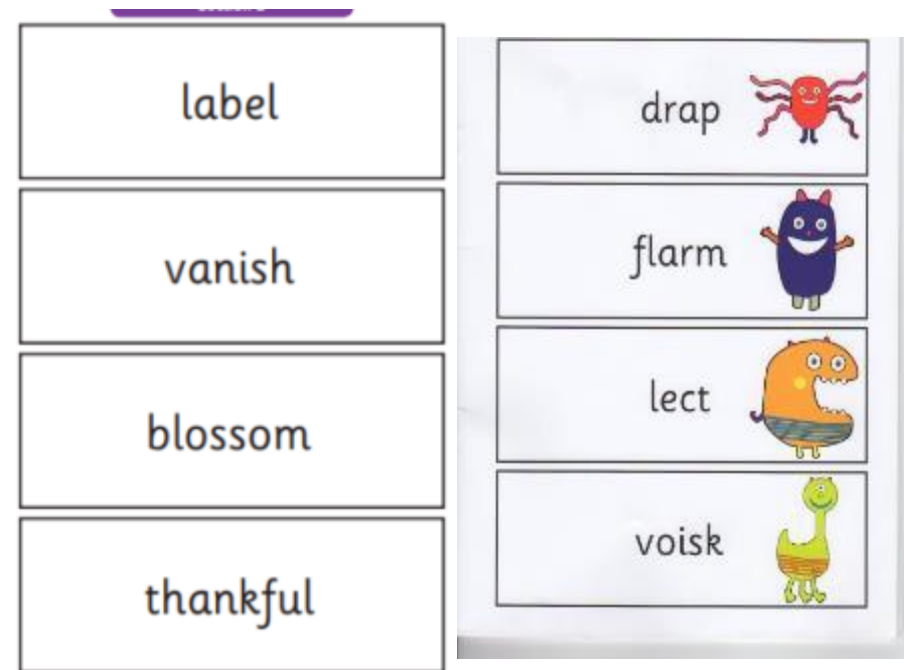 label
vanish
blossom
thankful
drap
flarm
lect
voisk